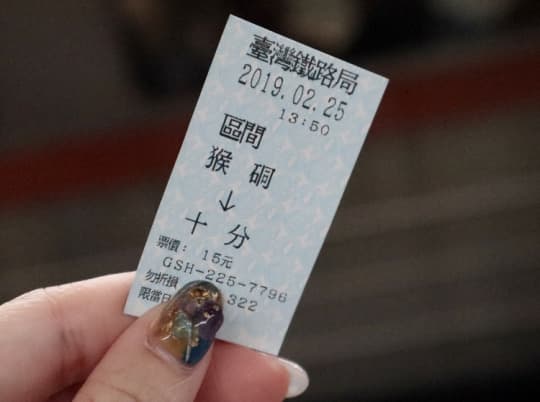 臺灣鐵路局
2019.02.25
13:50
區間
猴硐
↓
十分
票價: 15元
GSH-225-7796
勿折損
限當日 322